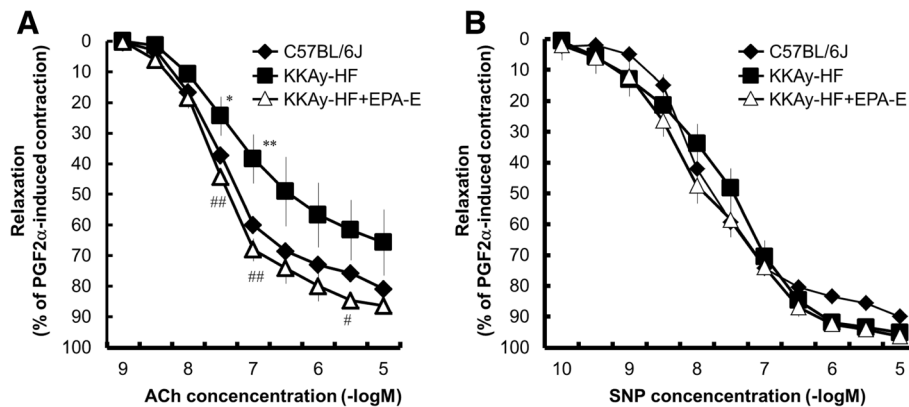 A
Relaxation
(% of PGF2α-induced contraction)
0
10
20
30
40
50
60
70
80
90
100
C57BL/6J
KKAy-HF
KKAy-HF+EPA-E
*
**
##
##
#
9 8 7 6 5
ACh concencentration (-logM)
B
Relaxation
(% of PGF2α-induced contraction)
0
10
20
30
40
50
60
70
80
90
100
C57BL/6J
KKAy-HF
KKAy-HF+EPA-E
10 9 8 7 6 5
SNP concencentration (-logM)